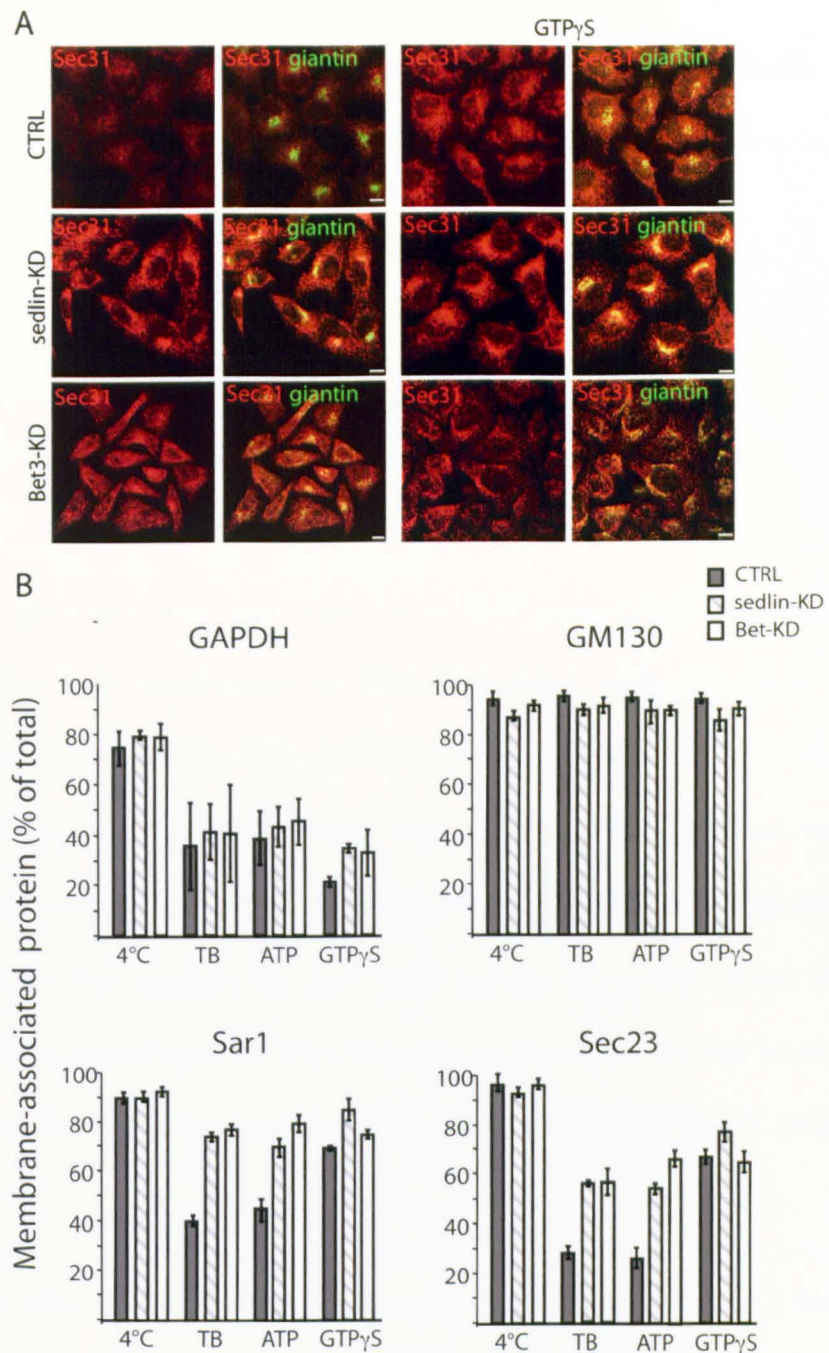 A
GTPγS
Sec31
Sec31 giantin
Sec31
Sec31 giantin
CTRL
Sec31
Sec31 giantin
Sec31
Sec31 giantin
sedlin-KD
Sec31
Sec31 giantin
Sec31
Sec31 giantin
Bet3-KD
B
CTRL
sedlin-KD
Bet-KD
Membrane-associated protein (% of total)
GAPDH
100
80
60
40
20
4°C TB ATP GTPγS
GM130
100
80
60
40
20
4°C TB ATP GTPγS
Sar1
100
80
60
40
20
4°C TB ATP GTPγS
Sec23
100
80
60
40
20
4°C TB ATP GTPγS